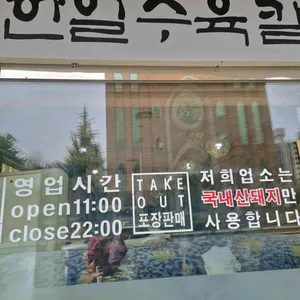 한일수육칼
영업시간
open11:00
close22:00
TAKE
OUT
포장판매
저희업소는
국내산돼지만
사용합니다